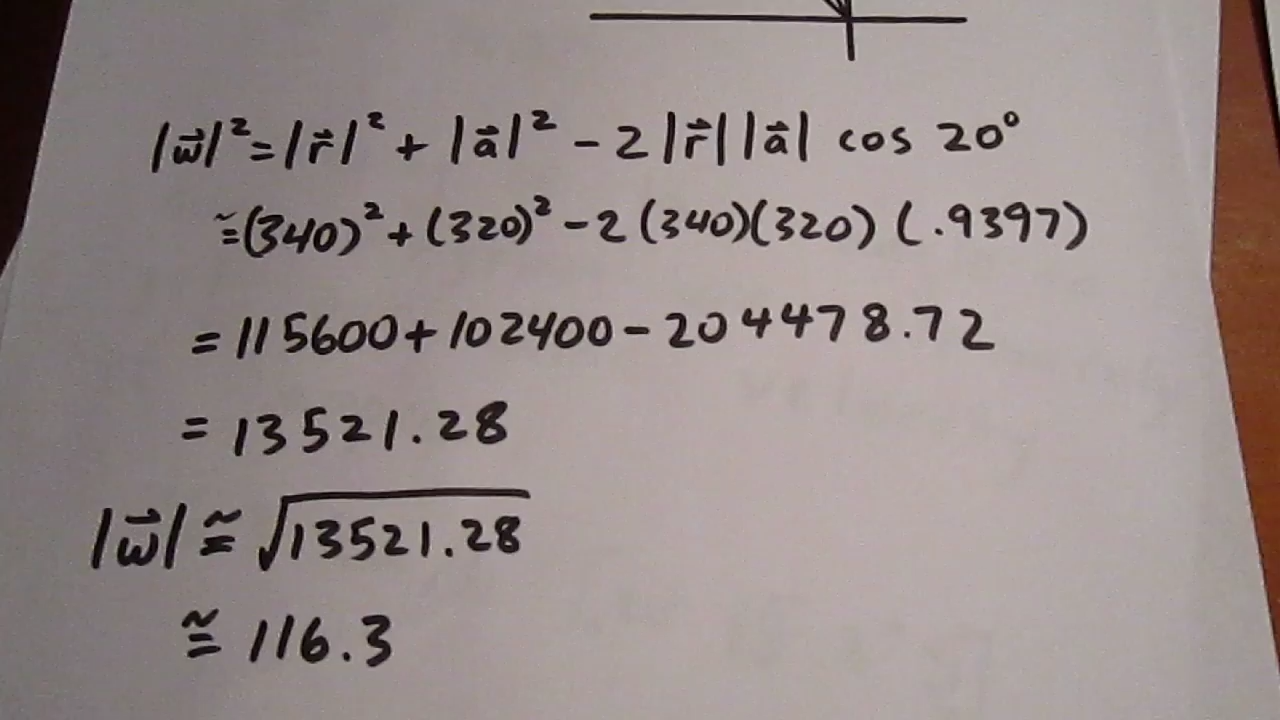 |w⃗|² = |r⃗|² + |a⃗|² - 2|r⃗||a⃗| cos 20°
≅ (340)² + (320)² - 2(340)(320)(.9397)
= 115600 + 102400 - 204478.72
= 13521.28
|w⃗| ≅ √13521.28
≅ 116.3